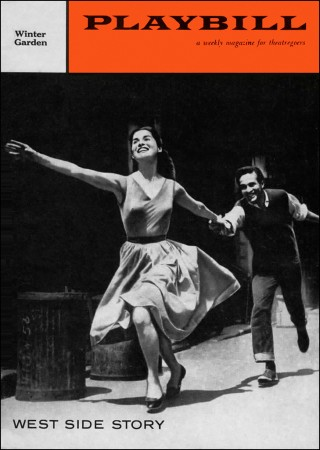 Winter
Garden
PLAYBILL
a weekly magazine for theatregoers
WEST SIDE STORY